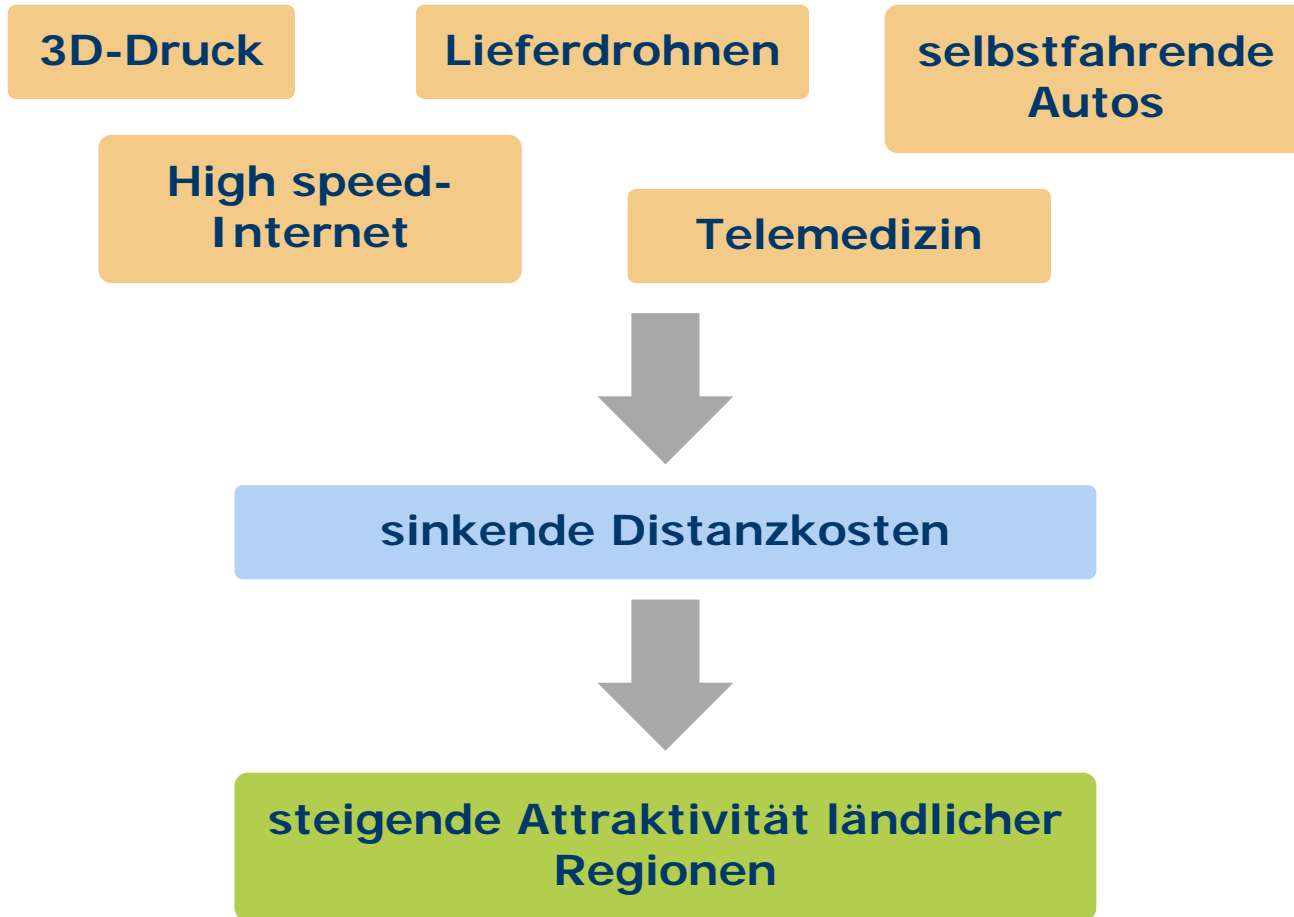 3D-Druck
Lieferdrohnen
selbstfahrende
Autos
High speed-
Internet
Telemedizin
sinkende Distanzkosten
steigende Attraktivität ländlicher
Regionen